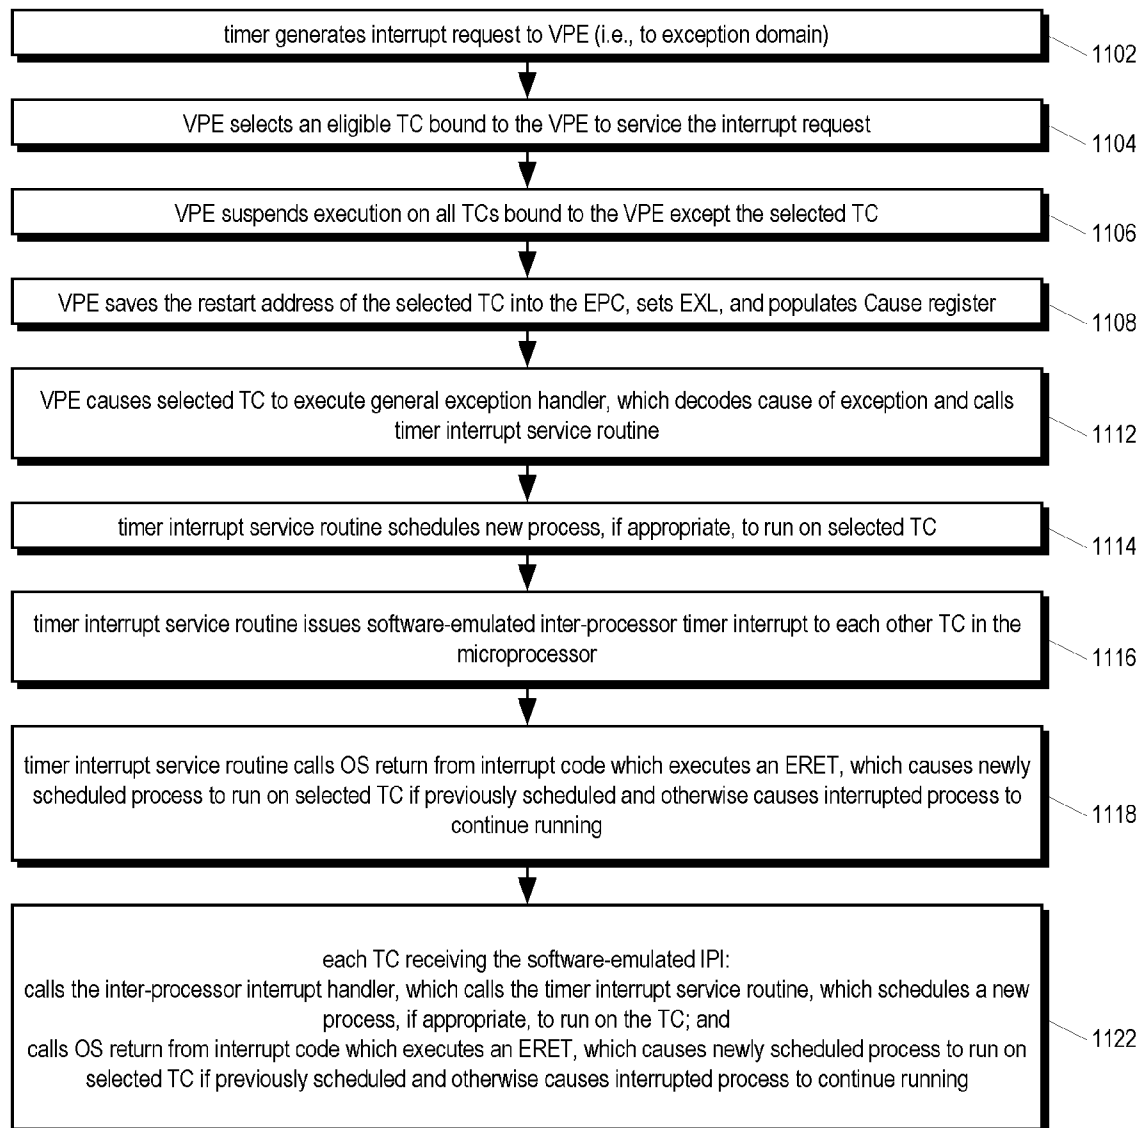 timer generates interrupt request to VPE (i.e., to exception domain)
1102
VPE selects an eligible TC bound to the VPE to service the interrupt request
1104
VPE suspends execution on all TCs bound to the VPE except the selected TC
1106
VPE saves the restart address of the selected TC into the EPC, sets EXL, and populates Cause register
1108
VPE causes selected TC to execute general exception handler, which decodes cause of exception and calls
timer interrupt service routine
1112
timer interrupt service routine schedules new process, if appropriate, to run on selected TC
1114
timer interrupt service routine issues software-emulated inter-processor timer interrupt to each other TC in the
microprocessor
1116
timer interrupt service routine calls OS return from interrupt code which executes an ERET, which causes newly
scheduled process to run on selected TC if previously scheduled and otherwise causes interrupted process to
continue running
1118
each TC receiving the software-emulated IPI:
calls the inter-processor interrupt handler, which calls the timer interrupt service routine, which schedules a new
process, if appropriate, to run on the TC; and
calls OS return from interrupt code which executes an ERET, which causes newly scheduled process to run on
selected TC if previously scheduled and otherwise causes interrupted process to continue running
1122